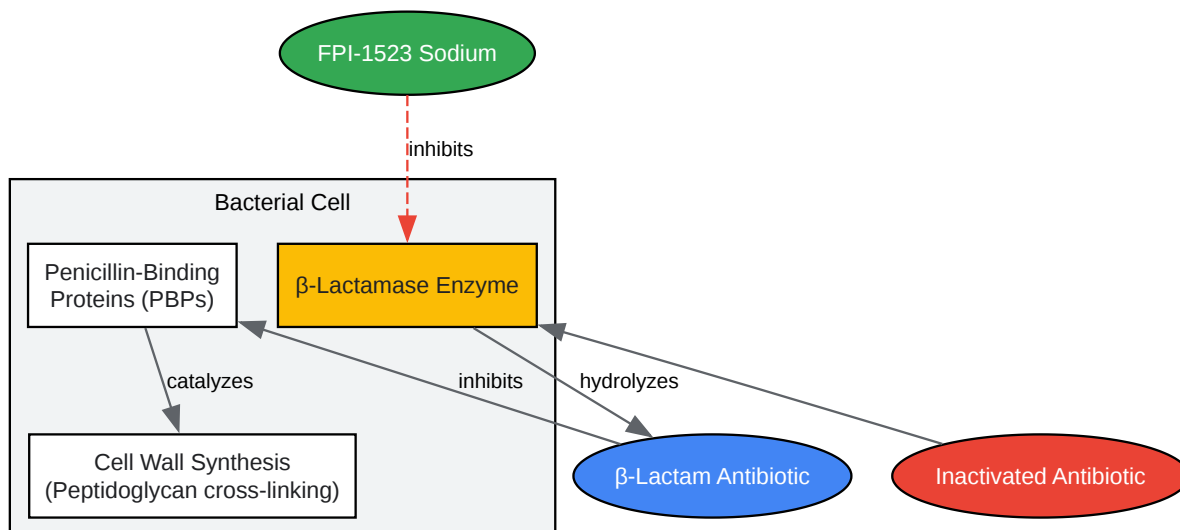 FPI-1523 Sodium
inhibits
Bacterial Cell
Penicillin-Binding
Proteins (PBPs)
β-Lactamase Enzyme
catalyzes
inhibits
hydrolyzes
Cell Wall Synthesis
(Peptidoglycan cross-linking)
β-Lactam Antibiotic
Inactivated Antibiotic